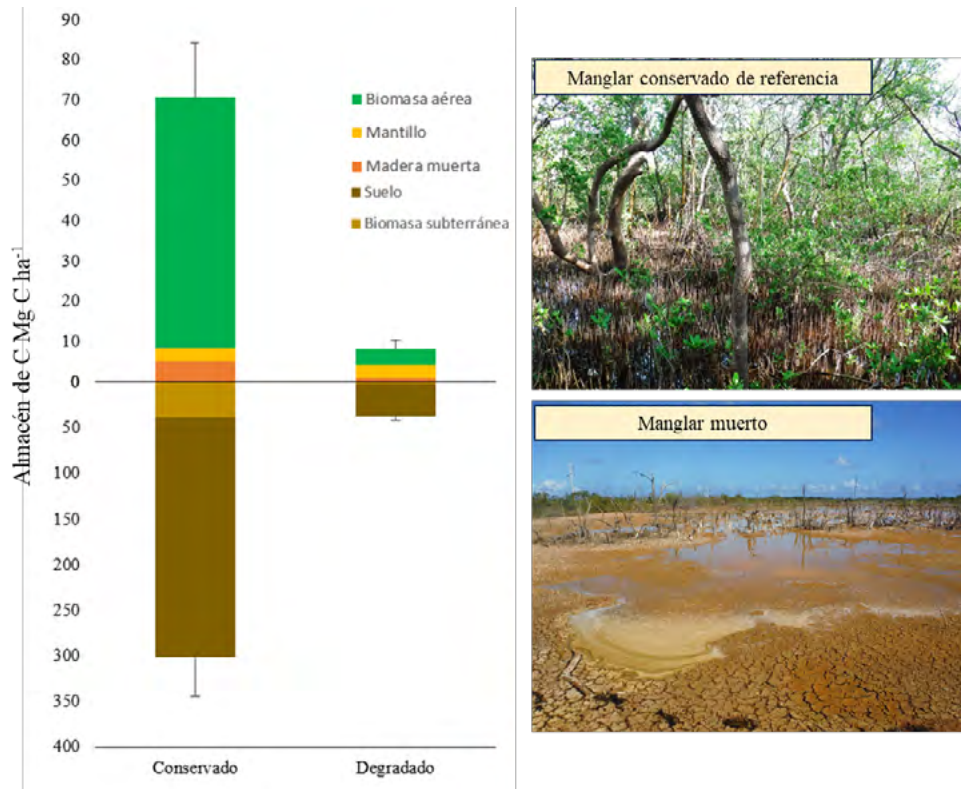 90
80
70
60
50
40
30
20
10
0
50
100
150
200
250
300
350
400
Almacén de C Mg C ha⁻¹
Biomasa aérea
Mantillo
Madera muerta
Suelo
Biomasa subterránea
Conservado
Degradado
Manglar conservado de referencia
Manglar muerto